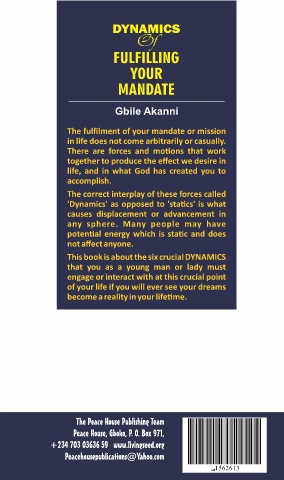 DYNAMICS
Of
FULFILLING
YOUR
MANDATE
Gbile Akanni
The fulfilment of your mandate or mission
in life does not come arbitrarily or casually.
There are forces and motions that work
together to produce the effect we desire in
life, and in what God has created you to
accomplish.
The correct interplay of these forces called
'Dynamics' as opposed to 'statics' is what
causes displacement or advancement in
any sphere. Many people may have
potential energy which is static and does
not affect anyone.
This book is about the six crucial DYNAMICS
that you as a young man or lady must
engage or interact with at this crucial point
of your life if you will ever see your dreams
become a reality in your lifetime.
The Peace House Publishing Team
Peace House, Gboko, P. O. Box 971,
+ 234 703 03636 59 www.livingseed.org
Peacehousepublications@Yahoo.com
1562613